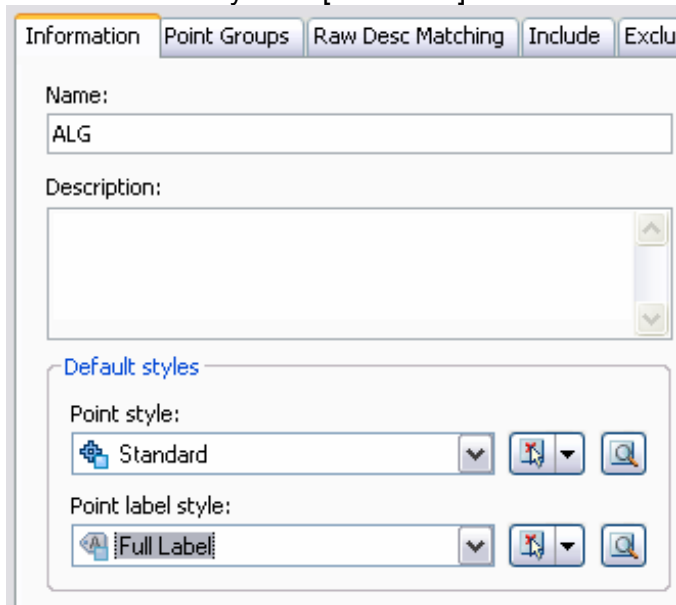 Information Point Groups Raw Desc Matching Include Exclu
Name:
ALG
Description:
Default styles
Point style:
Standard
Point label style:
Full Label